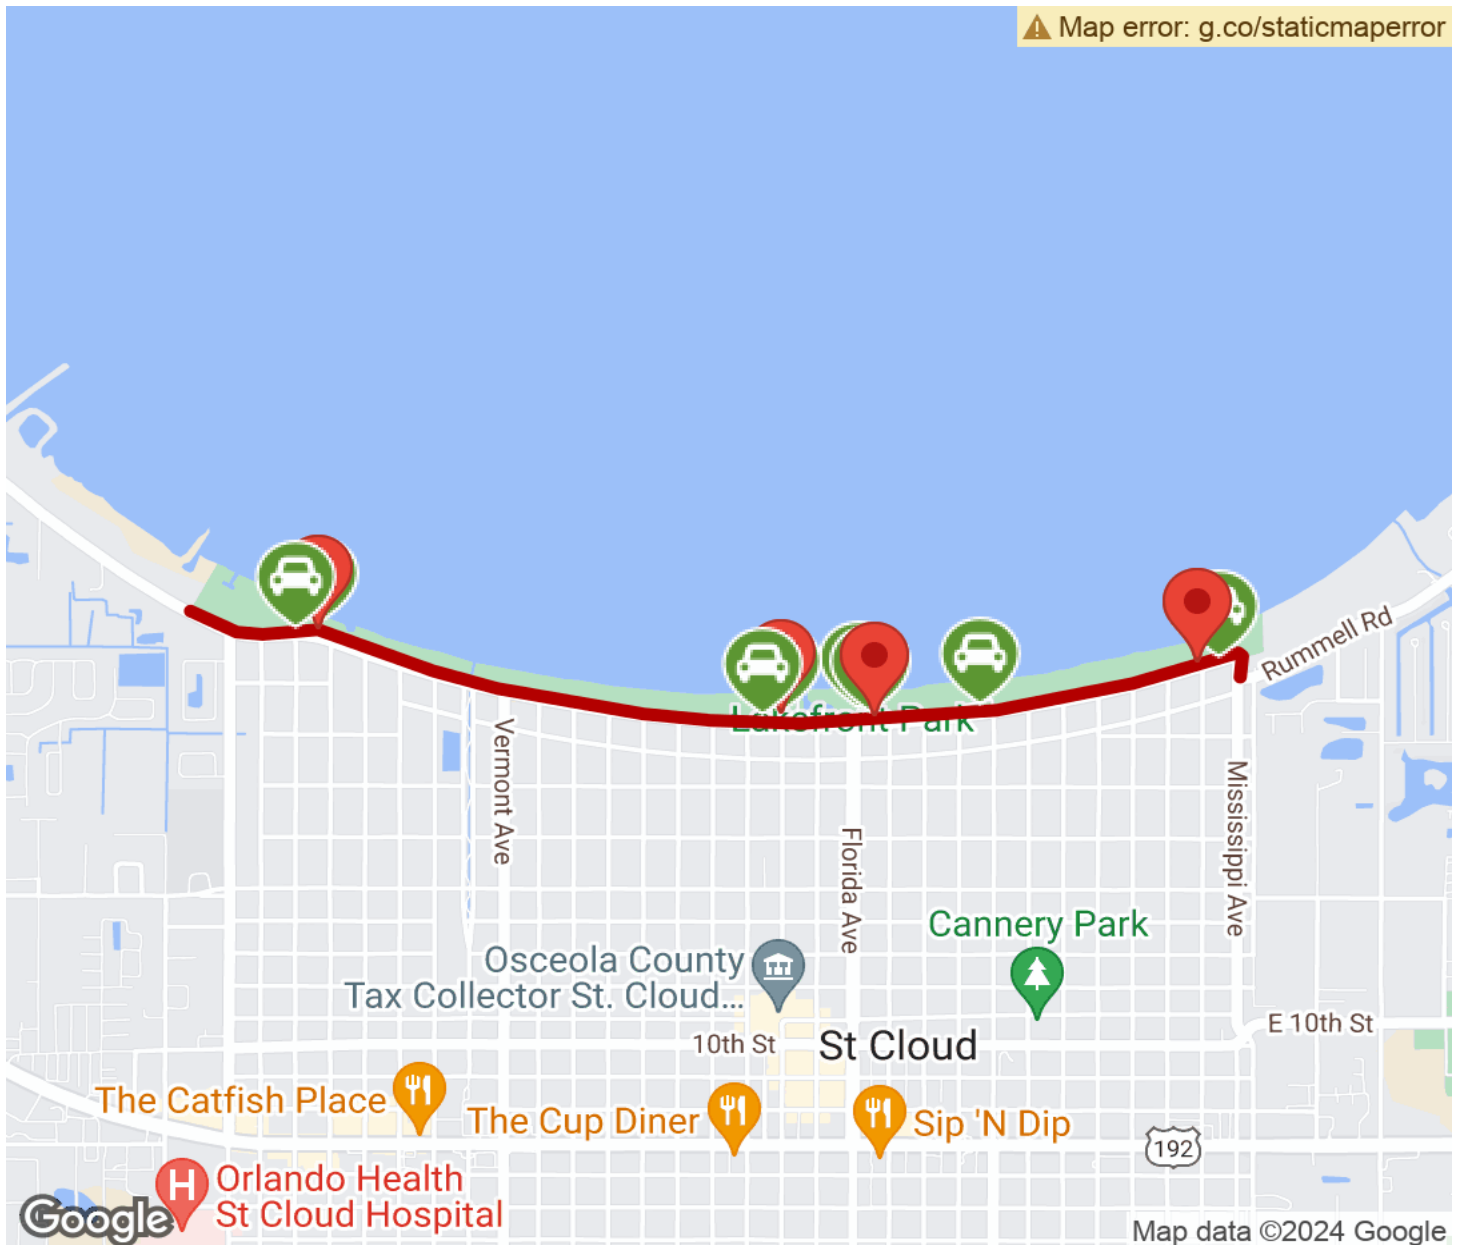 Map error: g.co/staticmaperror
Rummell Rd
Lakefront Park
Vermont Ave
Florida Ave
Mississippi Ave
Cannery Park
Osceola County
Tax Collector St. Cloud...
10th St
St Cloud
E 10th St
The Catfish Place
The Cup Diner
Sip 'N Dip
192
H
Orlando Health
St Cloud Hospital
Google
Map data ©2024 Google